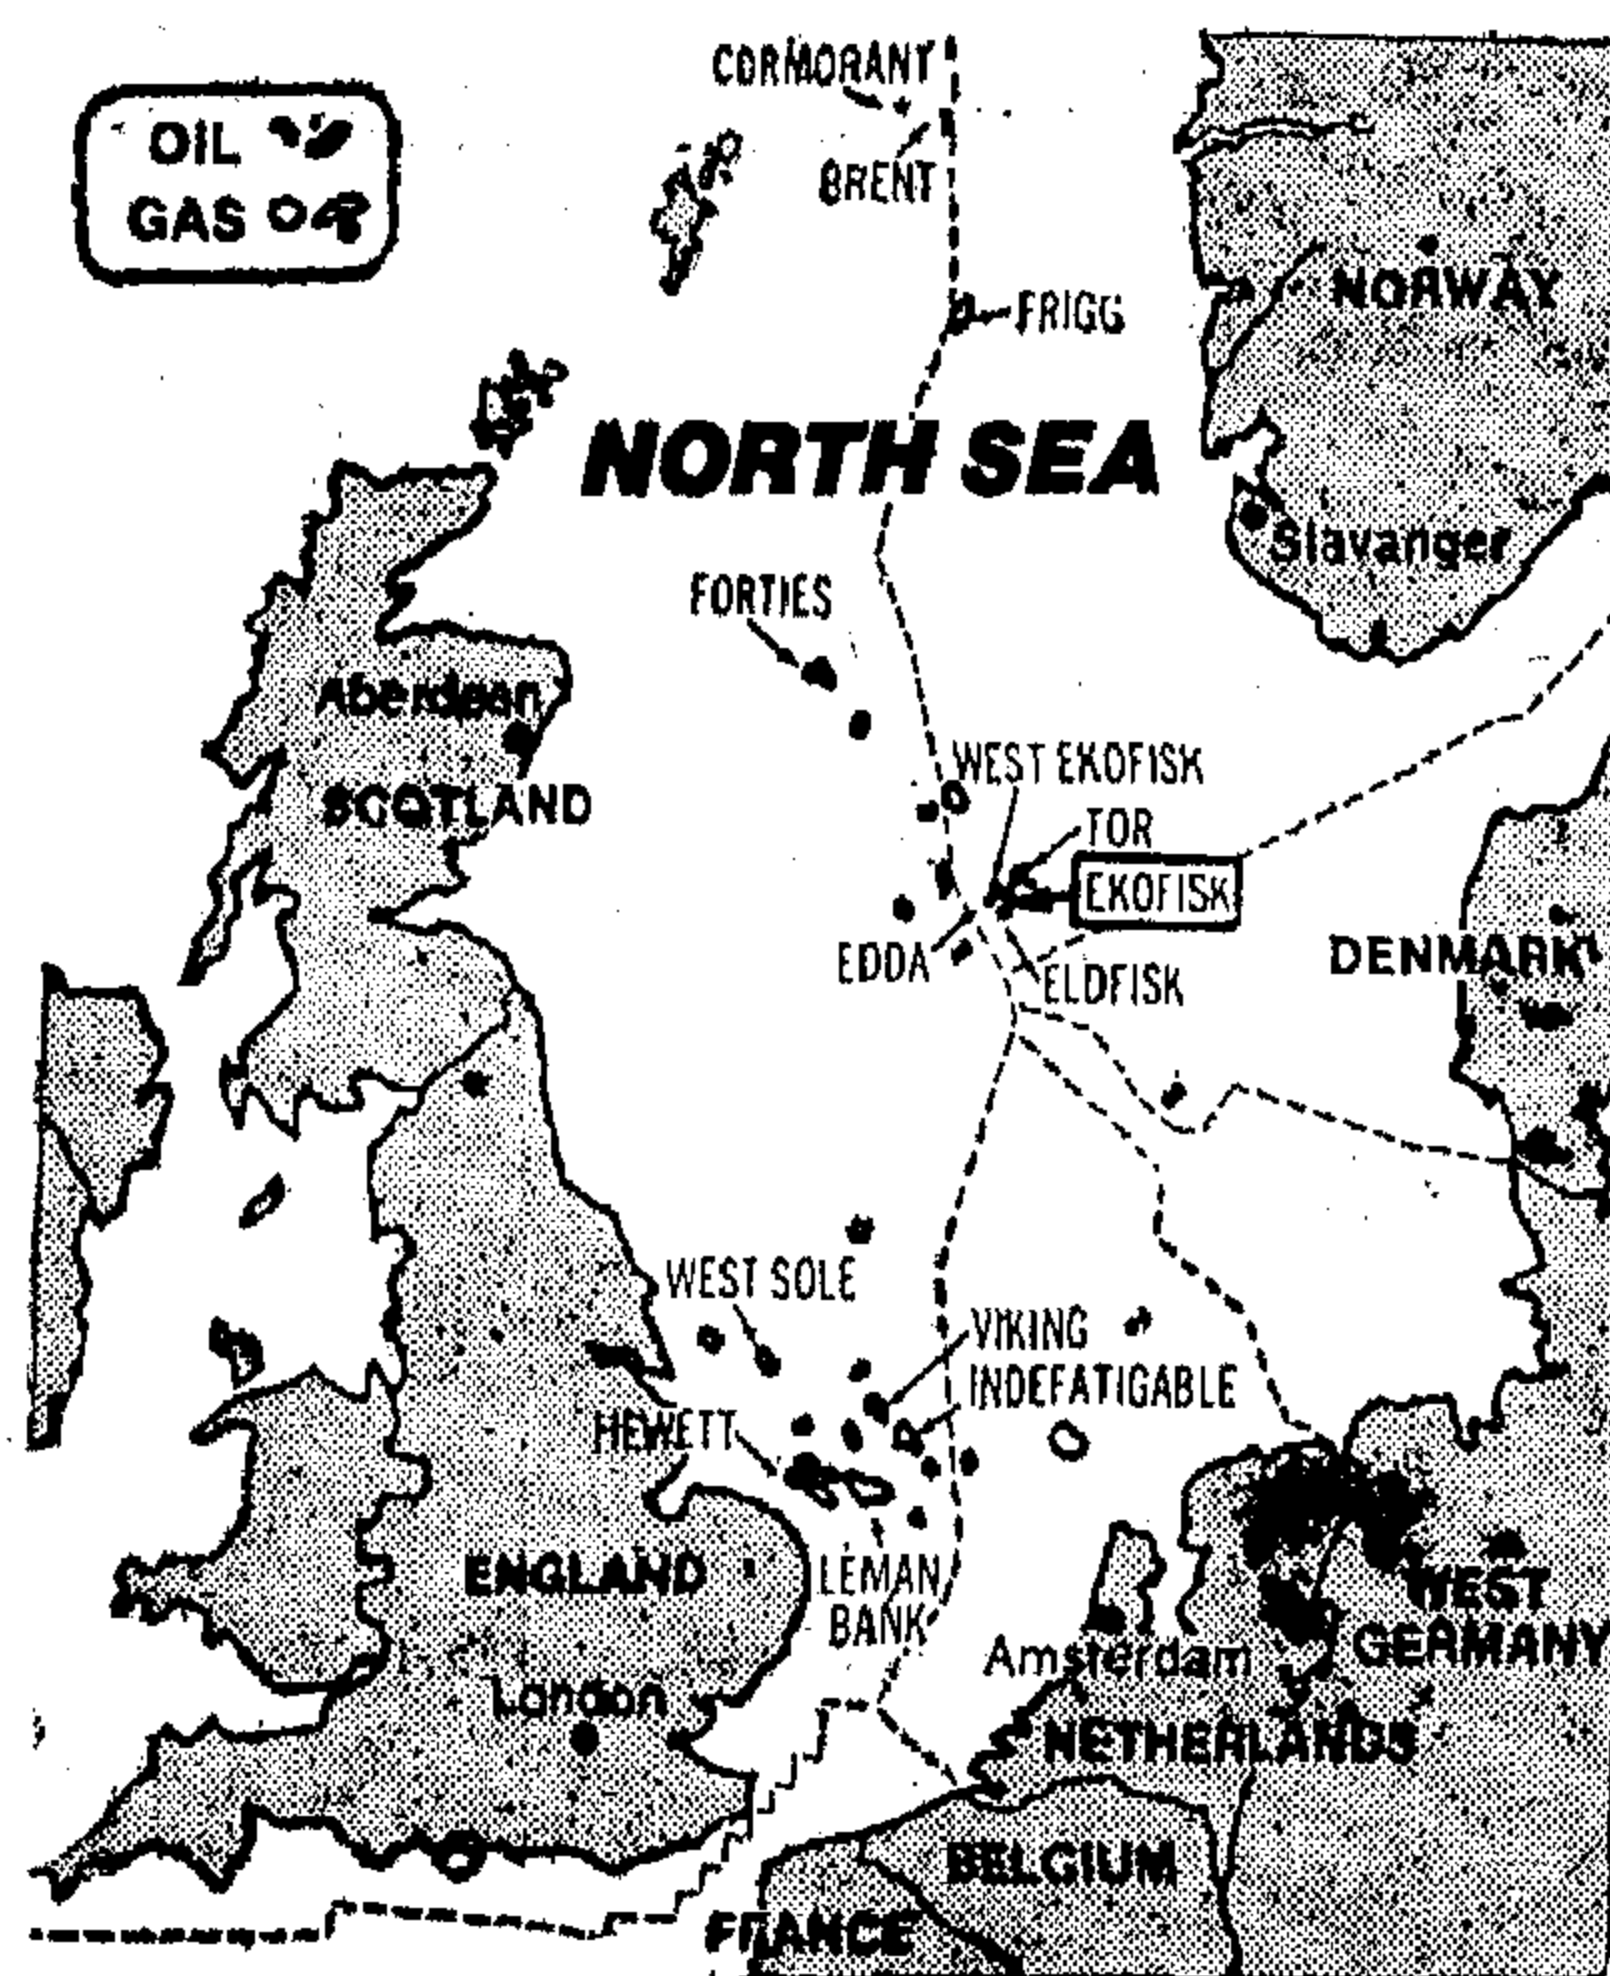 OIL
GAS
CORMORANT
BRENT
NORWAY
FRIGG
NORTH SEA
Stavanger
FORTIES
Aberdeen
SCOTLAND
WEST EKOFISK
TOR
EKOFISK
EDDA
ELDFISK
DENMARK
WEST SOLE
VIKING
INDEFATIGABLE
HEWETT
ENGLAND
LEMAN
BANK
WEST
GERMANY
Amsterdam
London
NETHERLANDS
BELGIUM
FRANCE